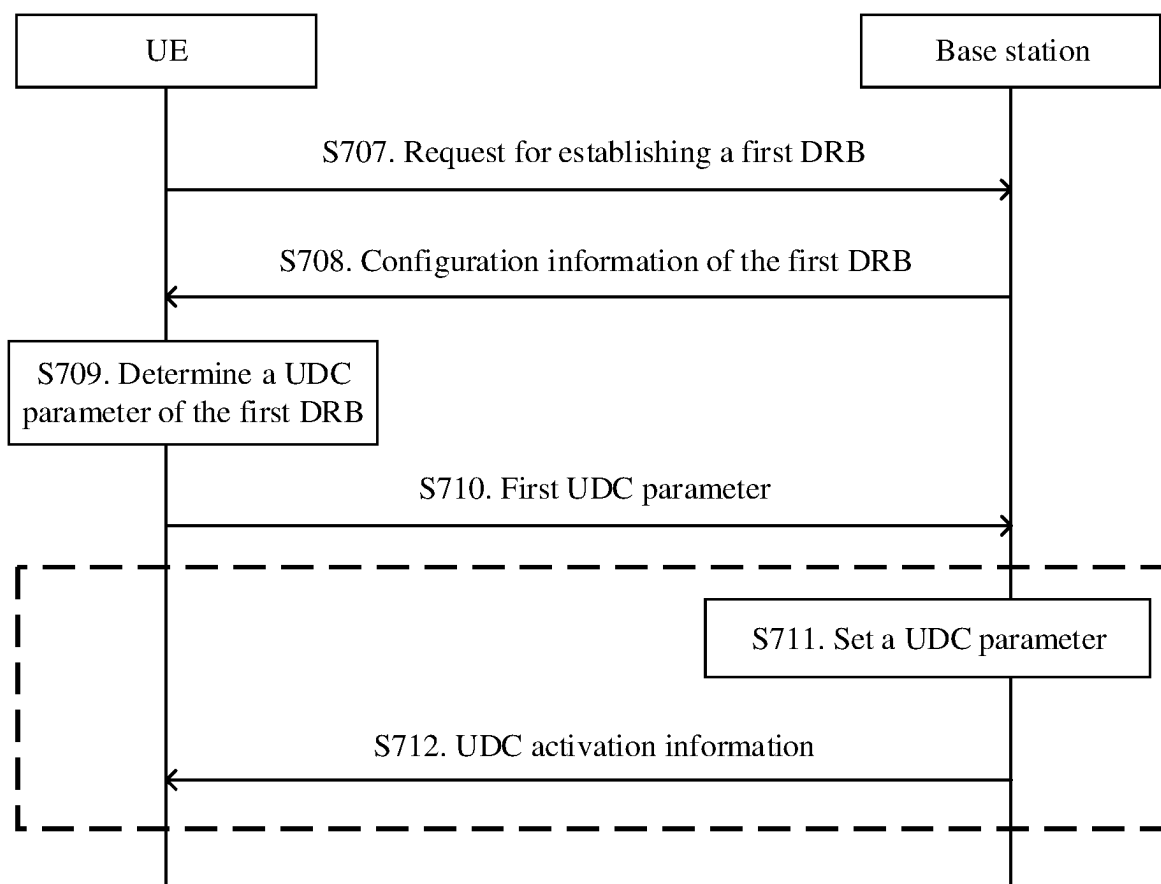 UE
Base station
S707. Request for establishing a first DRB
S708. Configuration information of the first DRB
S709. Determine a UDC
parameter of the first DRB
S710. First UDC parameter
S711. Set a UDC parameter
S712. UDC activation information